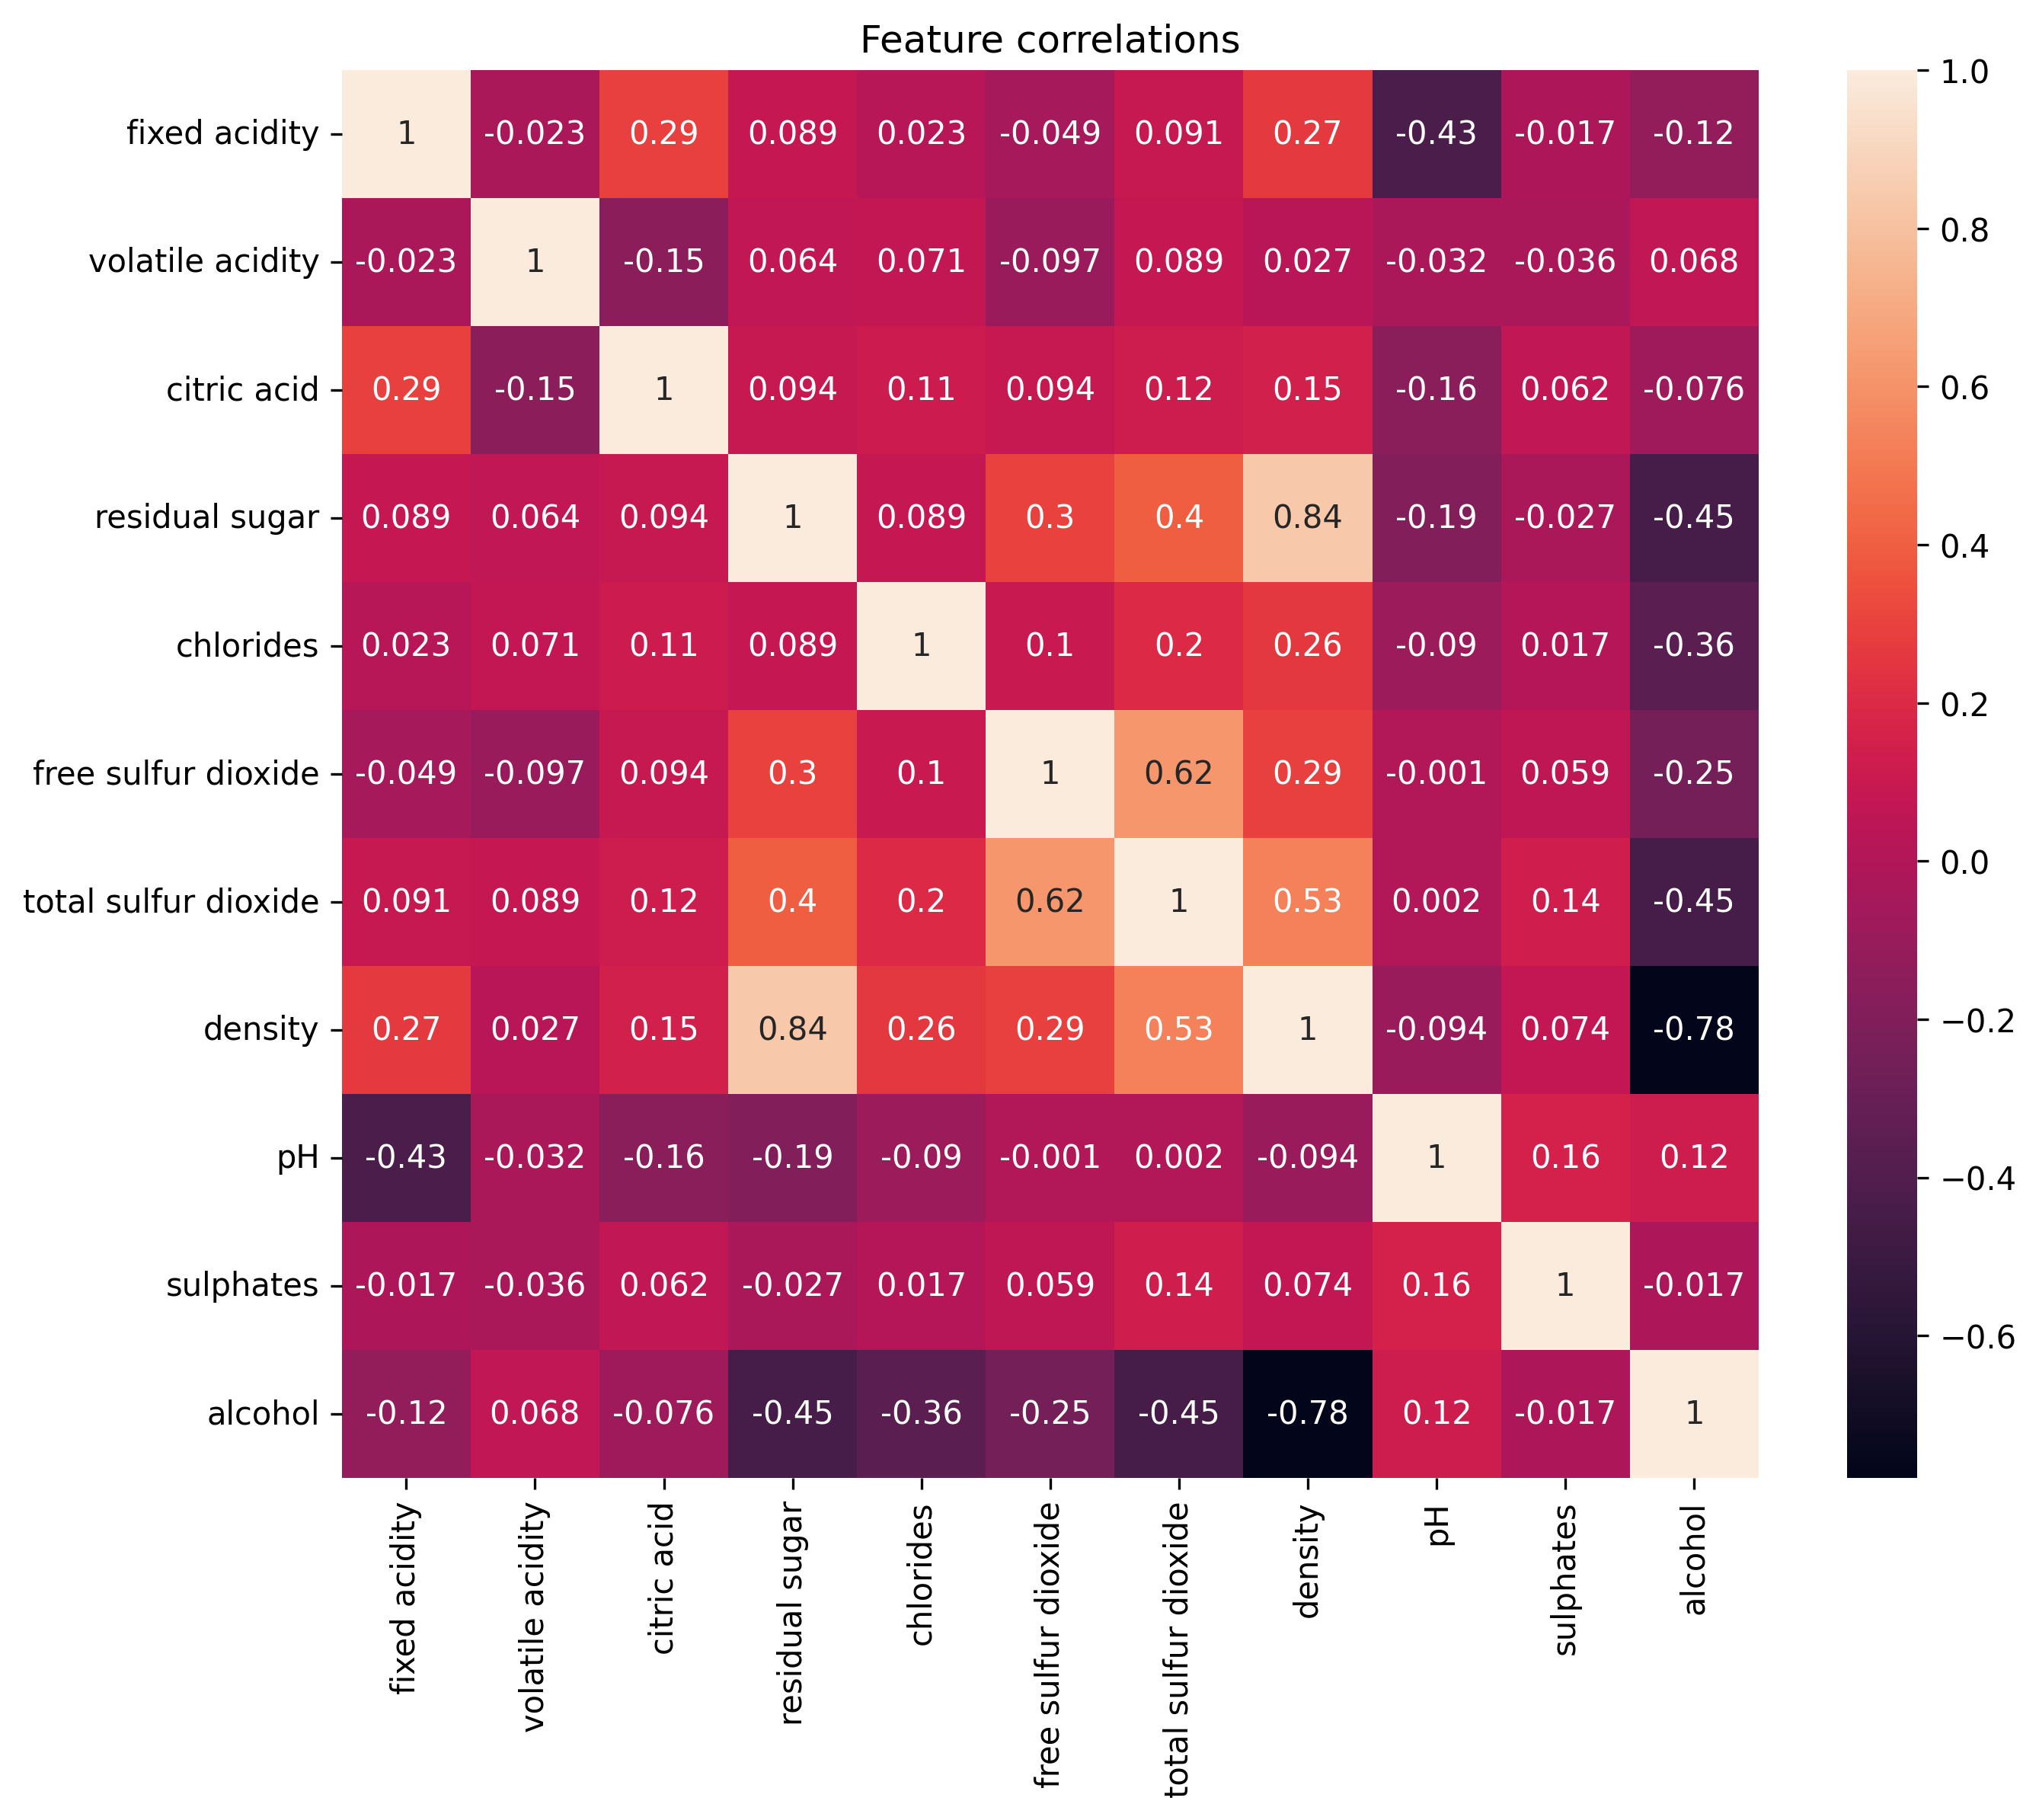 Feature correlations
fixed acidity 1 -0.023 0.29 0.089 0.023 -0.049 0.091 0.27 -0.43 -0.017 -0.12
volatile acidity -0.023 1 -0.15 0.064 0.071 -0.097 0.089 0.027 -0.032 -0.036 0.068
citric acid 0.29 -0.15 1 0.094 0.11 0.094 0.12 0.15 -0.16 0.062 -0.076
residual sugar 0.089 0.064 0.094 1 0.089 0.3 0.4 0.84 -0.19 -0.027 -0.45
chlorides 0.023 0.071 0.11 0.089 1 0.1 0.2 0.26 -0.09 0.017 -0.36
free sulfur dioxide -0.049 -0.097 0.094 0.3 0.1 1 0.62 0.29 -0.001 0.059 -0.25
total sulfur dioxide 0.091 0.089 0.12 0.4 0.2 0.62 1 0.53 0.002 0.14 -0.45
density 0.27 0.027 0.15 0.84 0.26 0.29 0.53 1 -0.094 0.074 -0.78
pH -0.43 -0.032 -0.16 -0.19 -0.09 -0.001 0.002 -0.094 1 0.16 0.12
sulphates -0.017 -0.036 0.062 -0.027 0.017 0.059 0.14 0.074 0.16 1 -0.017
alcohol -0.12 0.068 -0.076 -0.45 -0.36 -0.25 -0.45 -0.78 0.12 -0.017 1
fixed acidity
volatile acidity
citric acid
residual sugar
chlorides
free sulfur dioxide
total sulfur dioxide
density
pH
sulphates
alcohol
1.0
0.8
0.6
0.4
0.2
0.0
−0.2
−0.4
−0.6